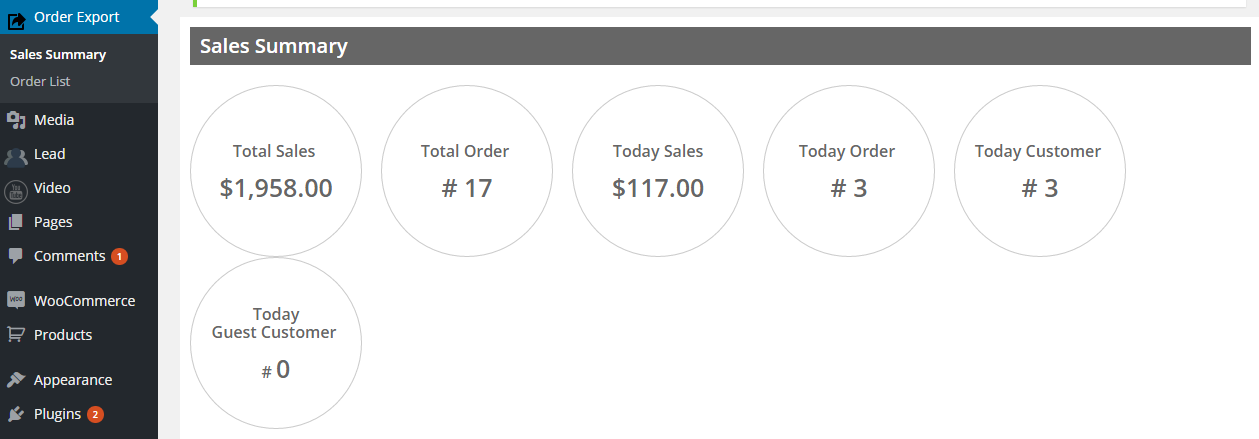 Order Export
Sales Summary
Order List
Media
Lead
Video
Pages
Comments 1
WooCommerce
Products
Appearance
Plugins 2
Sales Summary
Total Sales
$1,958.00
Total Order
# 17
Today Sales
$117.00
Today Order
# 3
Today Customer
# 3
Today
Guest Customer
# 0